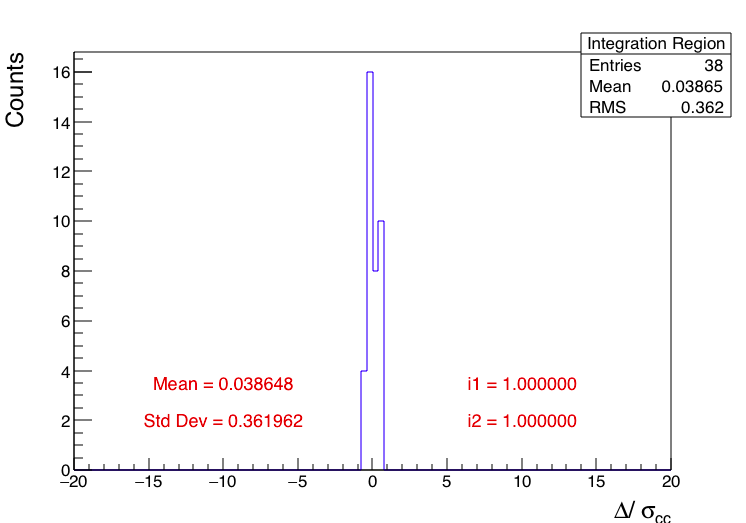 Integration Region
Entries 38
Mean 0.03865
RMS 0.362
Counts
16
14
12
10
8
6
4
2
0
Mean = 0.038648
i1 = 1.000000
Std Dev = 0.361962
i2 = 1.000000
−20 −15 −10 −5 0 5 10 15 20
Δ/ σcc